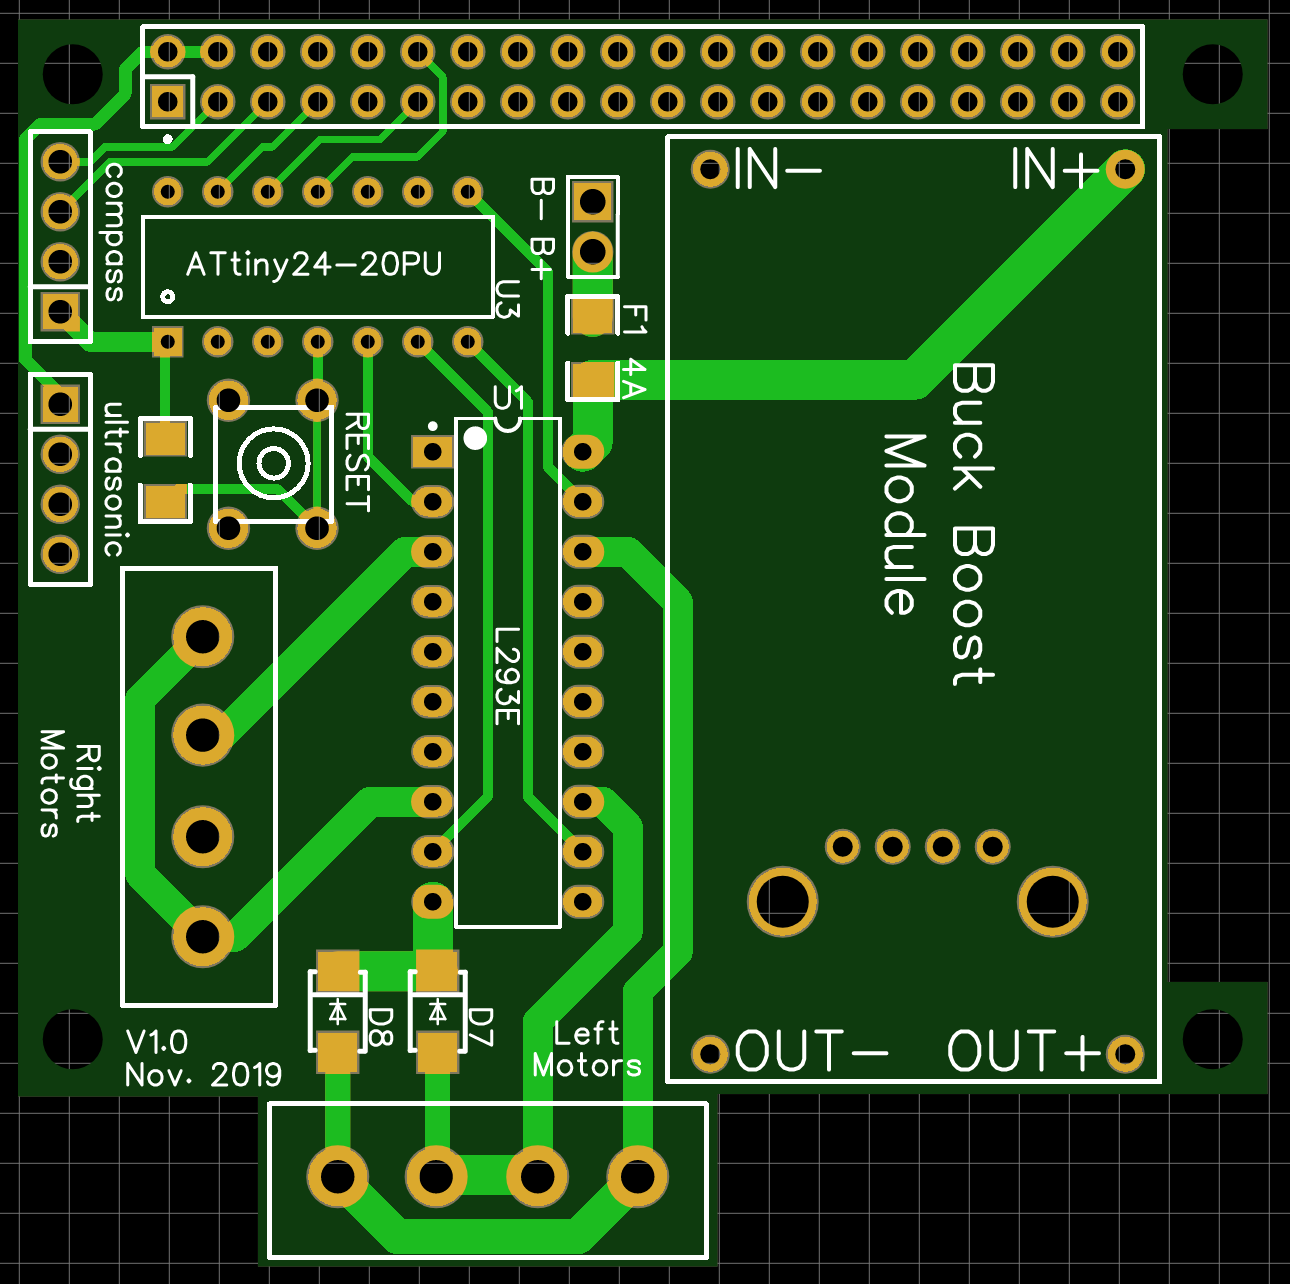 IN-
IN+
compass
B- B+
ATtiny24-20PU
U3
F1
4A
U1
ultrasonic
RESET
Buck Boost
Module
L293E
Right
Motors
D8
D7
V1.0
Nov. 2019
Left
Motors
OUT-
OUT+